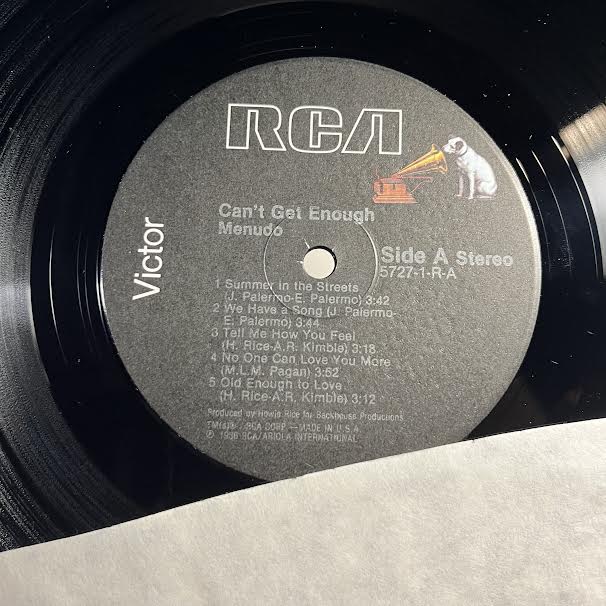 RCA
Victor
Can't Get Enough
Menudo
Side A Stereo
5727-1-R-A
1 Summer in the Streets
(J. Palermo-E. Palermo) 3:42
2 We Have a Song (J. Palermo-
E. Palermo) 3:44
3 Tell Me How You Feel
(H. Rice-A.R. Kimble) 3:18
4 No One Can Love You More
(M.L.M. Pagan) 3:52
5 Old Enough to Love
(H. Rice-A.R. Kimble) 3:12
Produced by Howie Rice for Backhouse Productions
TM(s)® RCA CORP —MADE IN U.S.A.
℗ 1986 RCA/ARIOLA INTERNATIONAL